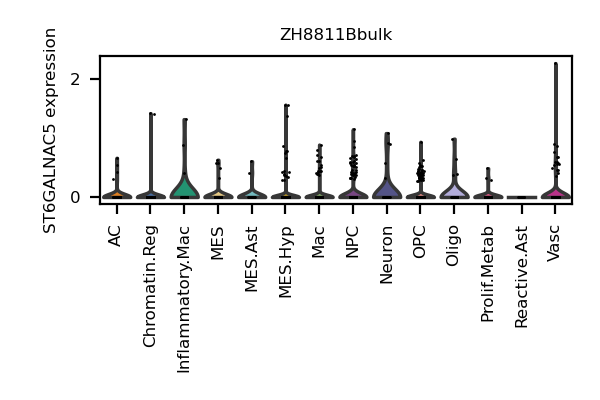 ZH8811Bbulk
ST6GALNAC5 expression
2
0
AC
Chromatin.Reg
Inflammatory.Mac
MES
MES.Ast
MES.Hyp
Mac
NPC
Neuron
OPC
Oligo
Prolif.Metab
Reactive.Ast
Vasc